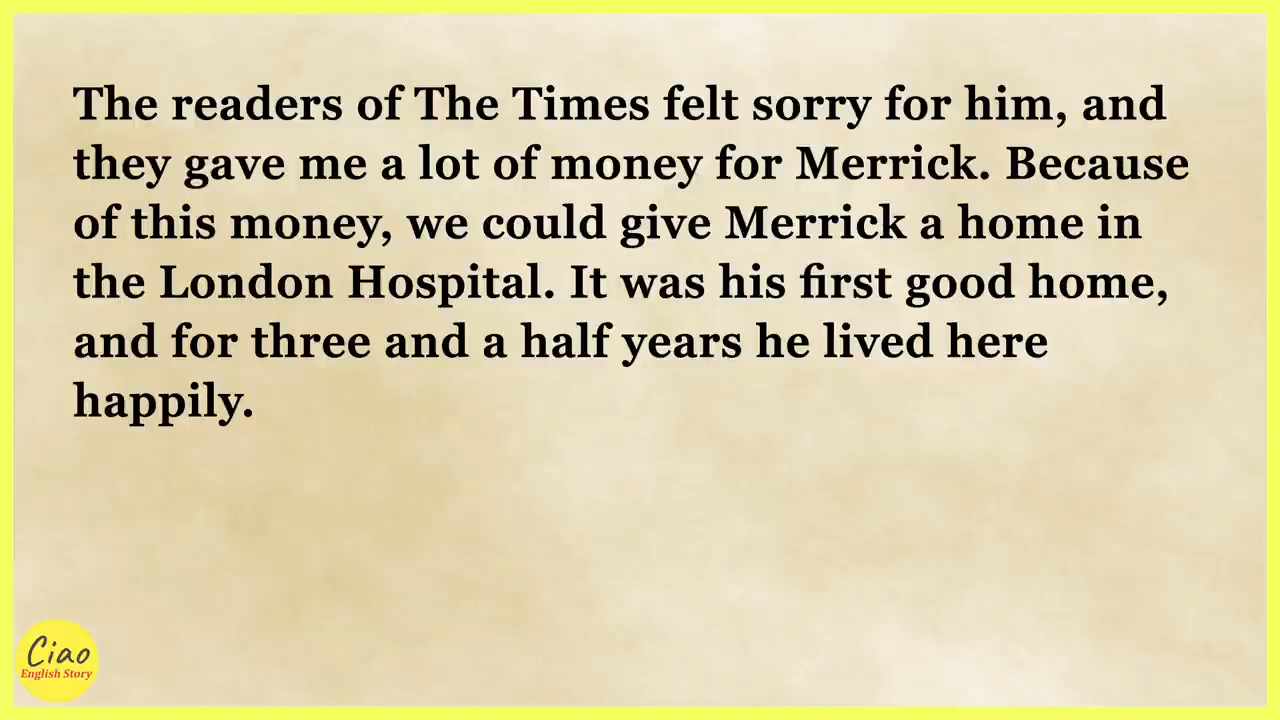 The readers of The Times felt sorry for him, and
they gave me a lot of money for Merrick. Because
of this money, we could give Merrick a home in
the London Hospital. It was his first good home,
and for three and a half years he lived here
happily.
Ciao
English Story